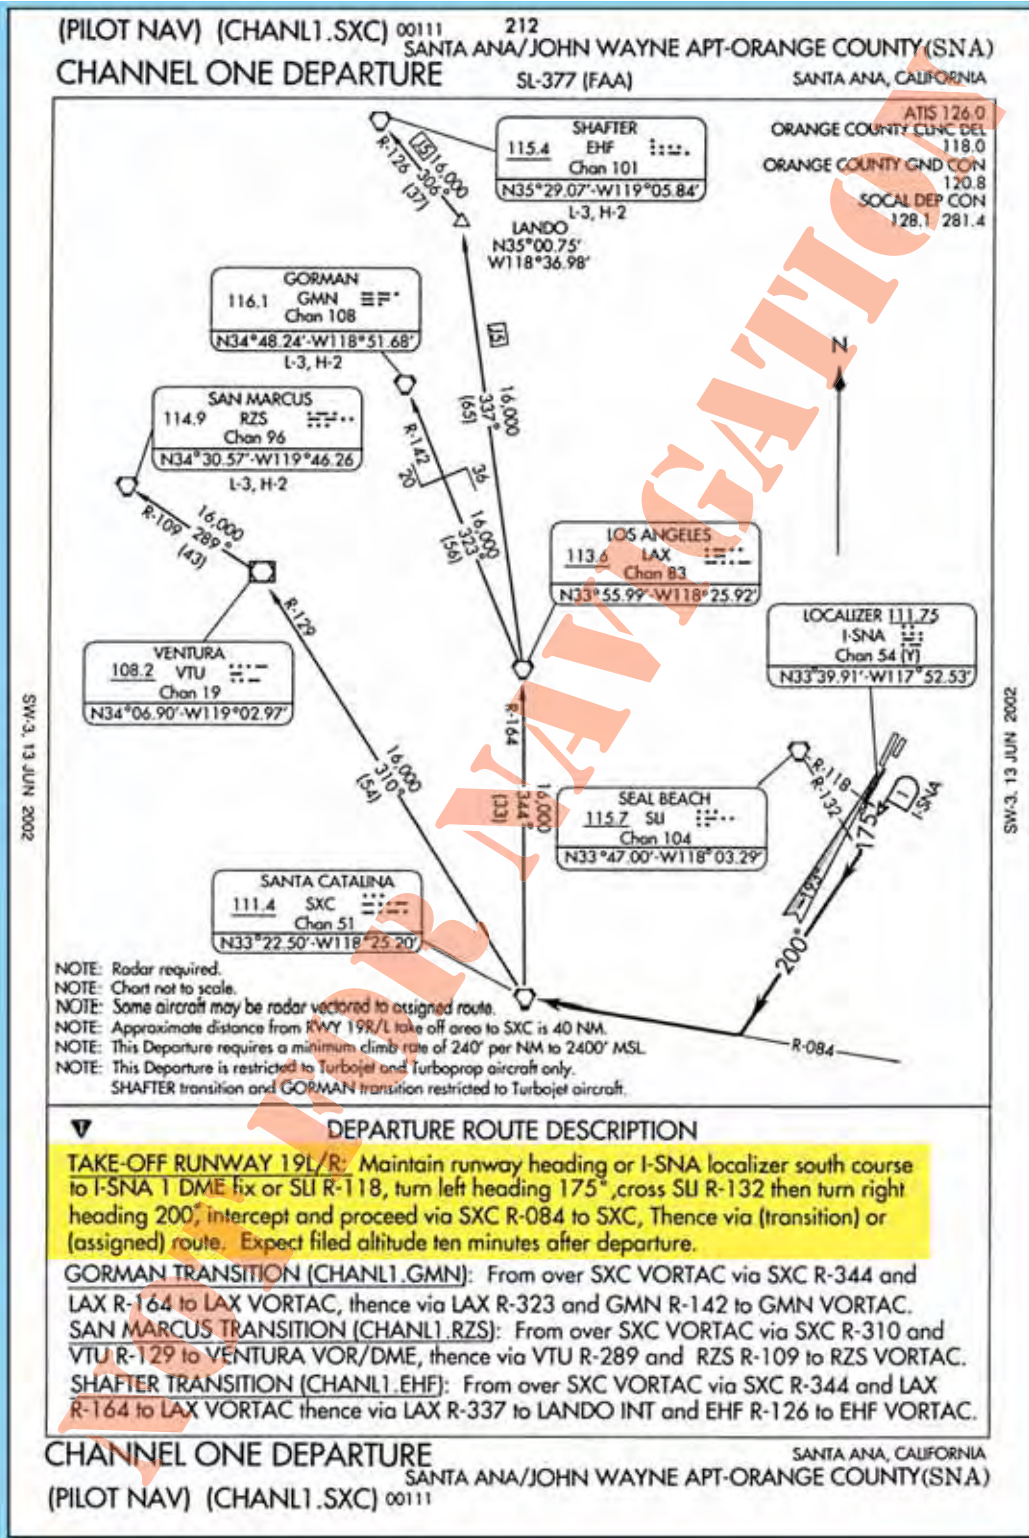 (PILOT NAV) (CHANL1.SXC) 00111
212
SANTA ANA/JOHN WAYNE APT-ORANGE COUNTY(SNA)
CHANNEL ONE DEPARTURE
SL-377 (FAA)
SANTA ANA, CALIFORNIA
ATIS 126.0
ORANGE COUNTY CLNC DEL
118.0
ORANGE COUNTY GND CON
120.8
SOCAL DEP CON
128.1 281.4
SHAFTER
115.4 EHF
Chan 101
N35°29.07'-W119°05.84'
L-3, H-2
J5 16,000
R-126 306°
(37)
LANDO
N35°00.75'
W118°36.98'
GORMAN
116.1 GMN
Chan 108
N34°48.24'-W118°51.68'
L-3, H-2
J5
16,000
337°
(65)
N
SAN MARCUS
114.9 RZS
Chan 96
N34°30.57'-W119°46.26
L-3, H-2
R-142
20
36
16,000
323°
(56)
16,000
R-109 289°
(43)
LOS ANGELES
113.6 LAX
Chan 83
N33°55.99'-W118°25.92'
R-129
LOCALIZER 111.75
I-SNA
Chan 54 (Y)
N33°39.91'-W117°52.53'
VENTURA
108.2 VTU
Chan 19
N34°06.90'-W119°02.97'
R-164
16,000
310°
(54)
16,000
344°
(33)
SEAL BEACH
115.7 SLI
Chan 104
N33°47.00'-W118°03.29'
R-118
R-132
1
I-SNA
175°
193°
200°
SANTA CATALINA
111.4 SXC
Chan 51
N33°22.50'-W118°25.20'
R-084
NOTE: Radar required.
NOTE: Chart not to scale.
NOTE: Some aircraft may be radar vectored to assigned route.
NOTE: Approximate distance from RWY 19R/L take off area to SXC is 40 NM.
NOTE: This Departure requires a minimum climb rate of 240' per NM to 2400' MSL.
NOTE: This Departure is restricted to Turbojet and Turboprop aircraft only.
SHAFTER transition and GORMAN transition restricted to Turbojet aircraft.
SW-3, 13 JUN 2002
SW-3, 13 JUN 2002
T
DEPARTURE ROUTE DESCRIPTION
TAKE-OFF RUNWAY 19L/R: Maintain runway heading or I-SNA localizer south course
to I-SNA 1 DME fix or SLI R-118, turn left heading 175°,cross SLI R-132 then turn right
heading 200°, intercept and proceed via SXC R-084 to SXC, Thence via (transition) or
(assigned) route. Expect filed altitude ten minutes after departure.
GORMAN TRANSITION (CHANL1.GMN): From over SXC VORTAC via SXC R-344 and
LAX R-164 to LAX VORTAC, thence via LAX R-323 and GMN R-142 to GMN VORTAC.
SAN MARCUS TRANSITION (CHANL1.RZS): From over SXC VORTAC via SXC R-310 and
VTU R-129 to VENTURA VOR/DME, thence via VTU R-289 and RZS R-109 to RZS VORTAC.
SHAFTER TRANSITION (CHANL1.EHF): From over SXC VORTAC via SXC R-344 and LAX
R-164 to LAX VORTAC thence via LAX R-337 to LANDO INT and EHF R-126 to EHF VORTAC.
CHANNEL ONE DEPARTURE
SANTA ANA, CALIFORNIA
SANTA ANA/JOHN WAYNE APT-ORANGE COUNTY(SNA)
(PILOT NAV) (CHANL1.SXC) 00111
NOT FOR NAVIGATION